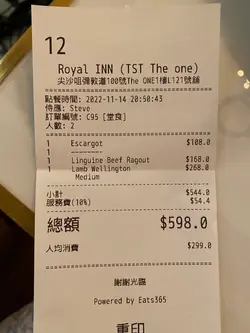 12
Royal INN (TST The one)
尖沙咀彌敦道100號The ONE1樓L121號舖
點餐時間: 2022-11-14 20:50:43
侍應: Steve
訂單編號: C95 [堂食]
人數: 2
1 Escargot $108.0
1 --------
1 Linguine Beef Ragout $168.0
1 Lamb Wellington $268.0
Medium
小計 $544.0
服務費(10%) $54.4
總額 $598.0
人均消費 $299.0
謝謝光臨
Powered by Eats365
重印